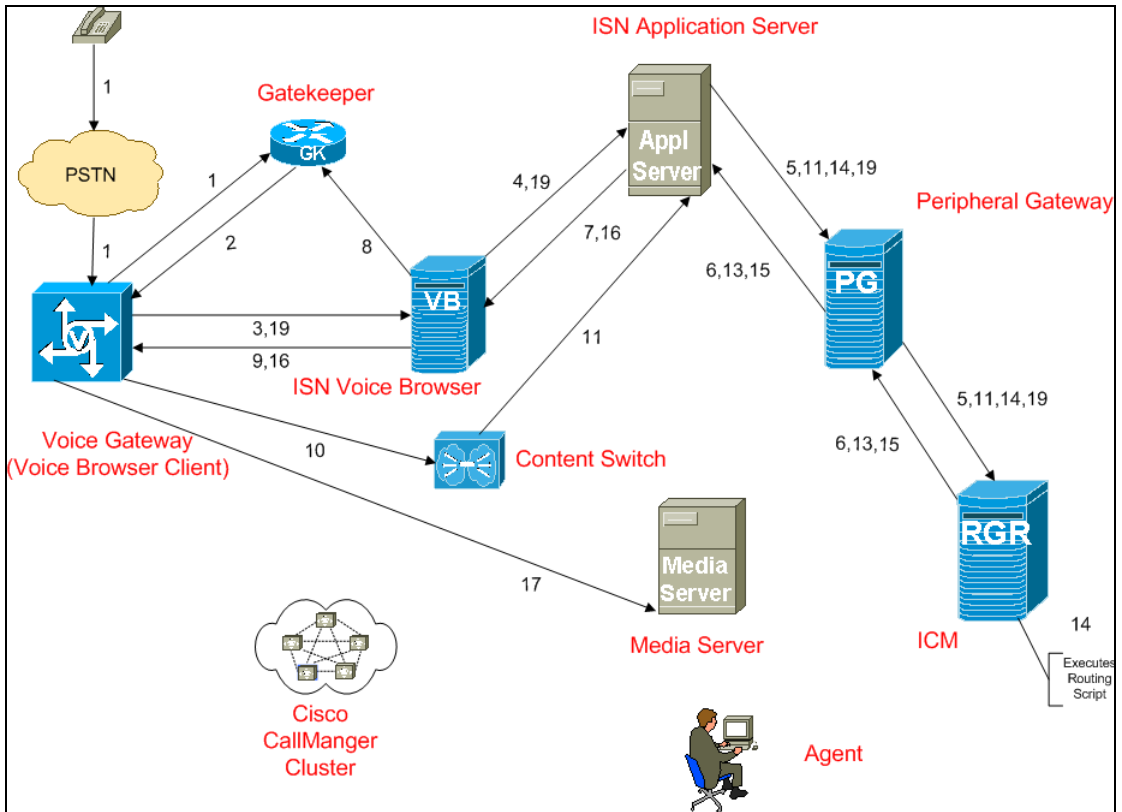 ISN Application Server
1
Gatekeeper
GK
Appl
Server
PSTN
1
4,19
5,11,14,19
Peripheral Gateway
1
2
8
7,16
6,13,15
PG
V
VB
3,19
11
9,16
ISN Voice Browser
5,11,14,19
Voice Gateway
(Voice Browser Client)
10
Content Switch
6,13,15
RGR
Media
Server
17
Media Server
ICM
14
Executes
Routing
Script
Cisco
CallManger
Cluster
Agent